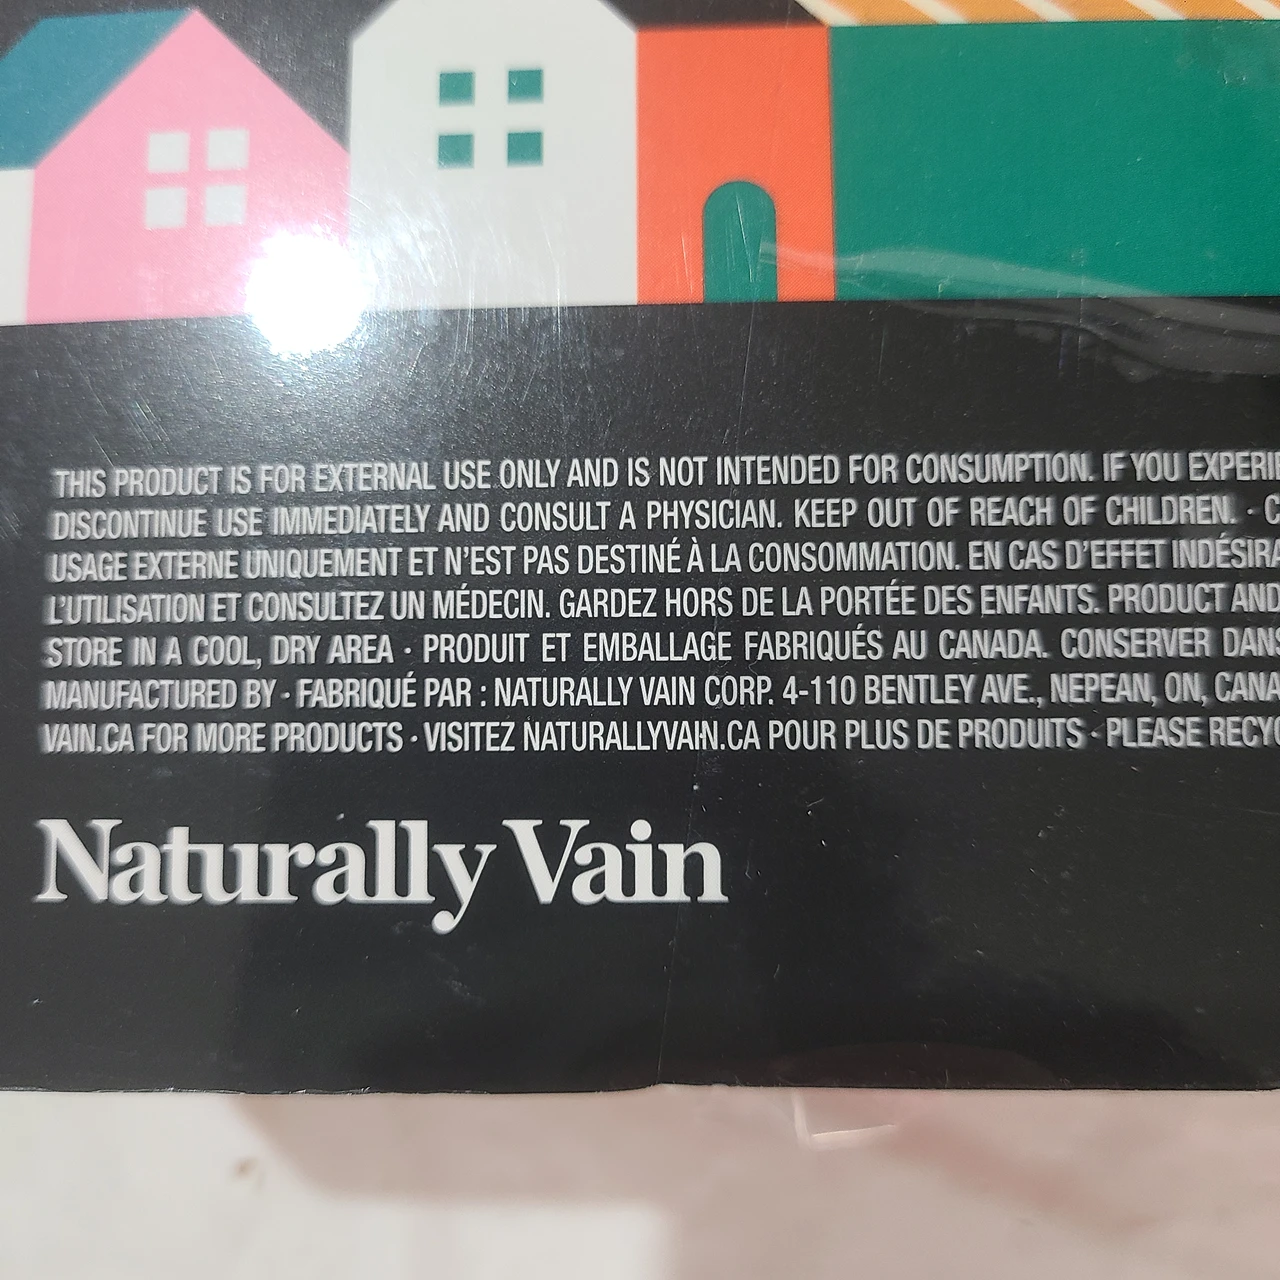 THIS PRODUCT IS FOR EXTERNAL USE ONLY AND IS NOT INTENDED FOR CONSUMPTION. IF YOU
DISCONTINUE USE IMMEDIATELY AND CONSULT A PHYSICIAN. KEEP OUT OF REACH OF CHILDREN. ·
USAGE EXTERNE UNIQUEMENT ET N'EST PAS DESTINÉ À LA CONSOMMATION. EN CAS D'EFFET
L'UTILISATION ET CONSULTEZ UN MÉDECIN. GARDEZ HORS DE LA PORTÉE DES ENFANTS. PRODUCT AND
STORE IN A COOL, DRY AREA · PRODUIT ET EMBALLAGE FABRIQUÉS AU CANADA. CONSERVER
MANUFACTURED BY · FABRIQUÉ PAR : NATURALLY VAIN CORP. 4-110 BENTLEY AVE., NEPEAN, ON,
VAIN.CA FOR MORE PRODUCTS · VISITEZ NATURALLYVAIN.CA POUR PLUS DE PRODUITS · PLEASE
Naturally Vain